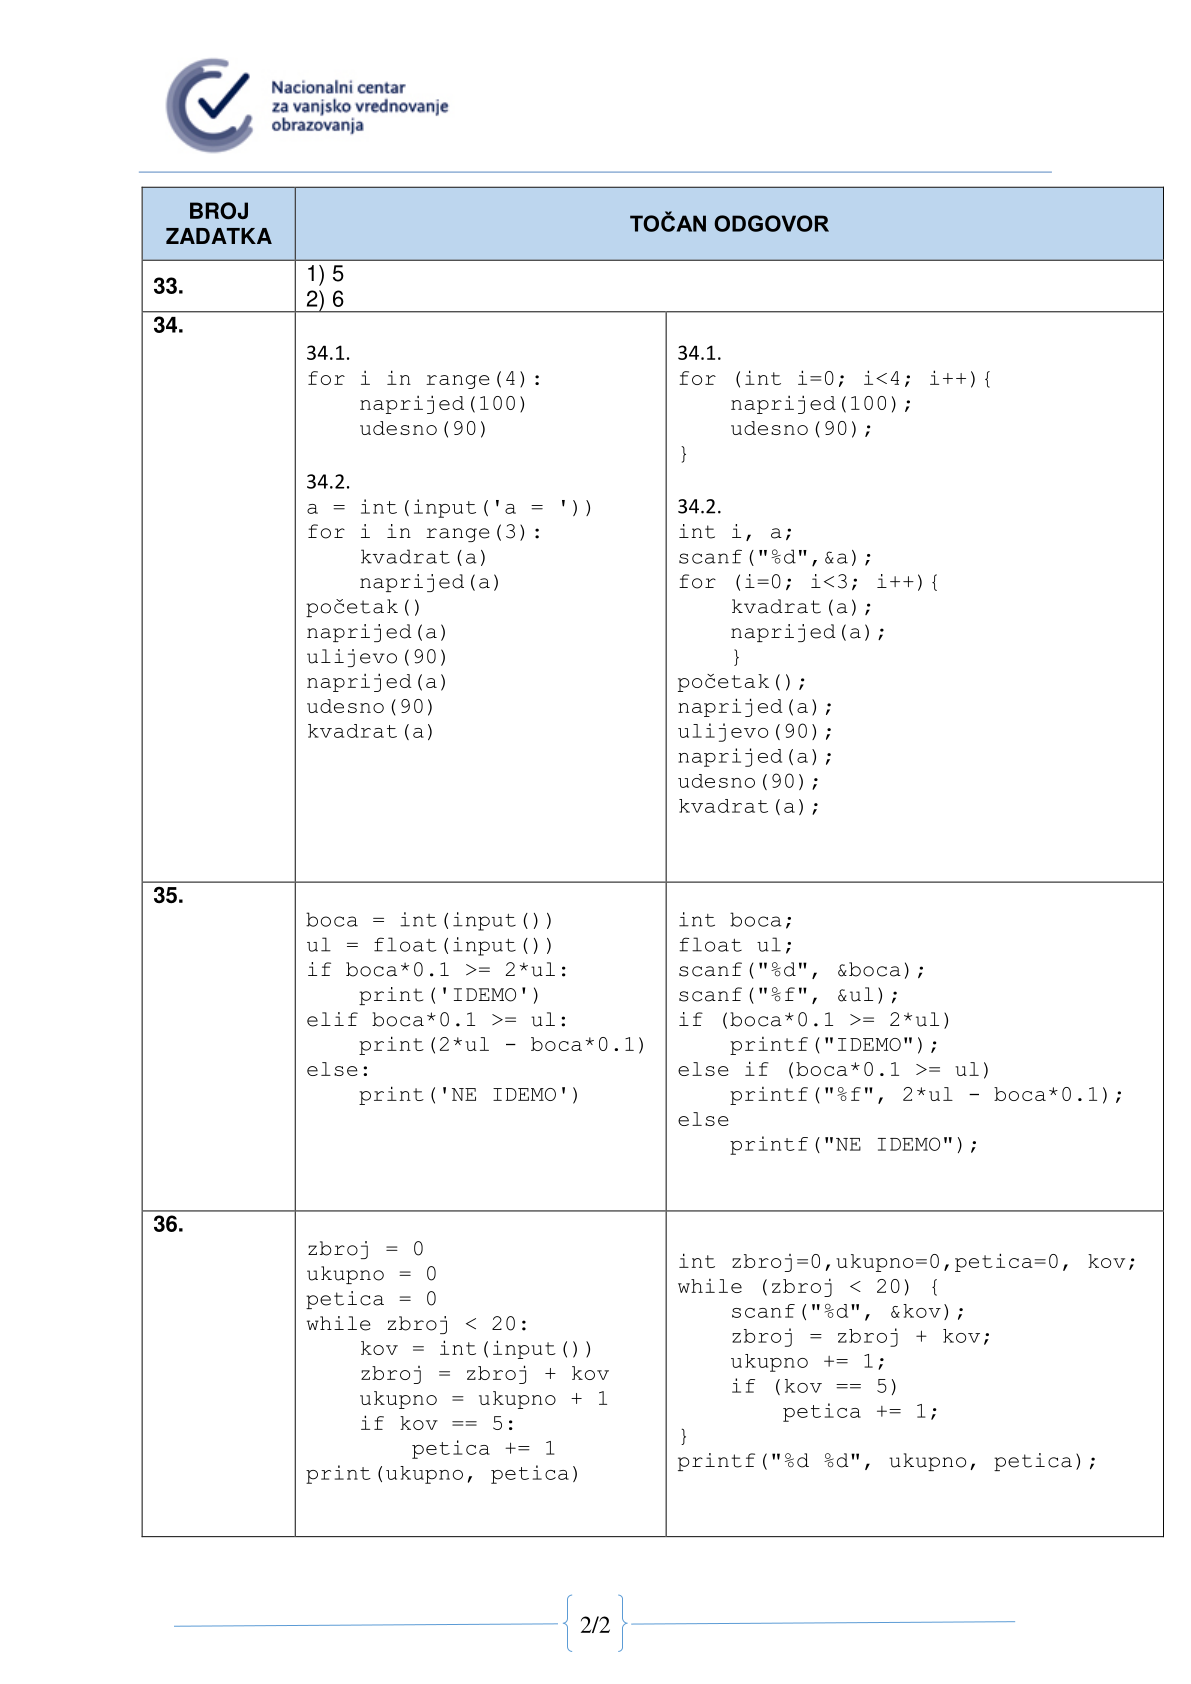 Nacionalni centar
za vanjsko vrednovanje
obrazovanja
BROJ
ZADATKA
TOČAN ODGOVOR
33.
1) 5
2) 6
34.
34.1.
for i in range(4):
    naprijed(100)
    udesno(90)
34.2.
a = int(input('a = '))
for i in range(3):
    kvadrat(a)
    naprijed(a)
početak()
naprijed(a)
ulijevo(90)
naprijed(a)
udesno(90)
kvadrat(a)
34.1.
for (int i=0; i<4; i++){
    naprijed(100);
    udesno(90);
}
34.2.
int i, a;
scanf("%d",&a);
for (i=0; i<3; i++){
    kvadrat(a);
    naprijed(a);
    }
početak();
naprijed(a);
ulijevo(90);
naprijed(a);
udesno(90);
kvadrat(a);
35.
boca = int(input())
ul = float(input())
if boca*0.1 >= 2*ul:
    print('IDEMO')
elif boca*0.1 >= ul:
    print(2*ul - boca*0.1)
else:
    print('NE IDEMO')
int boca;
float ul;
scanf("%d", &boca);
scanf("%f", &ul);
if (boca*0.1 >= 2*ul)
    printf("IDEMO");
else if (boca*0.1 >= ul)
    printf("%f", 2*ul - boca*0.1);
else
    printf("NE IDEMO");
36.
zbroj = 0
ukupno = 0
petica = 0
while zbroj < 20:
    kov = int(input())
    zbroj = zbroj + kov
    ukupno = ukupno + 1
    if kov == 5:
        petica += 1
print(ukupno, petica)
int zbroj=0,ukupno=0,petica=0, kov;
while (zbroj < 20) {
    scanf("%d", &kov);
    zbroj = zbroj + kov;
    ukupno += 1;
    if (kov == 5)
        petica += 1;
}
printf("%d %d", ukupno, petica);
2/2